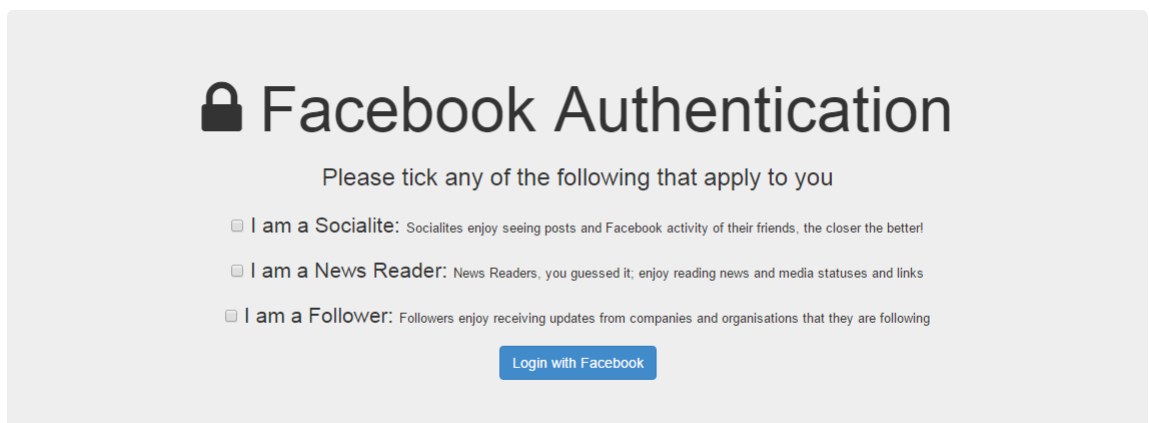 Facebook Authentication
Please tick any of the following that apply to you
I am a Socialite: Socialites enjoy seeing posts and Facebook activity of their friends, the closer the better!
I am a News Reader: News Readers, you guessed it; enjoy reading news and media statuses and links
I am a Follower: Followers enjoy receiving updates from companies and organisations that they are following
Login with Facebook